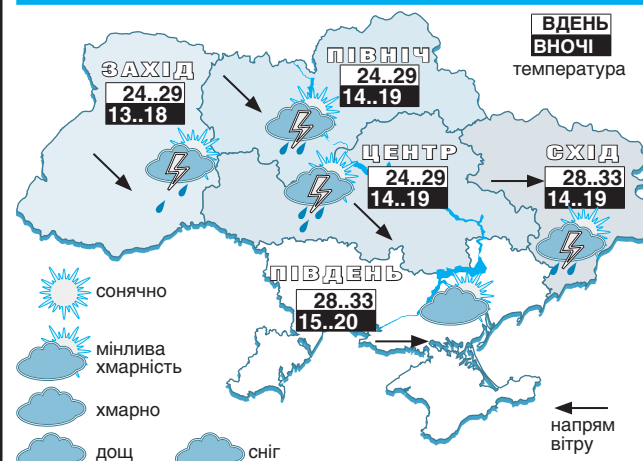 ВДЕНЬ
ВНОЧІ
температура
ПІВНІЧ
24..29
14..19
ЗАХІД
24..29
13..18
ЦЕНТР
24..29
14..19
СХІД
28..33
14..19
ПІВДЕНЬ
28..33
15..20
сонячно
мінлива
хмарність
хмарно
дощ
сніг
напрям
вітру